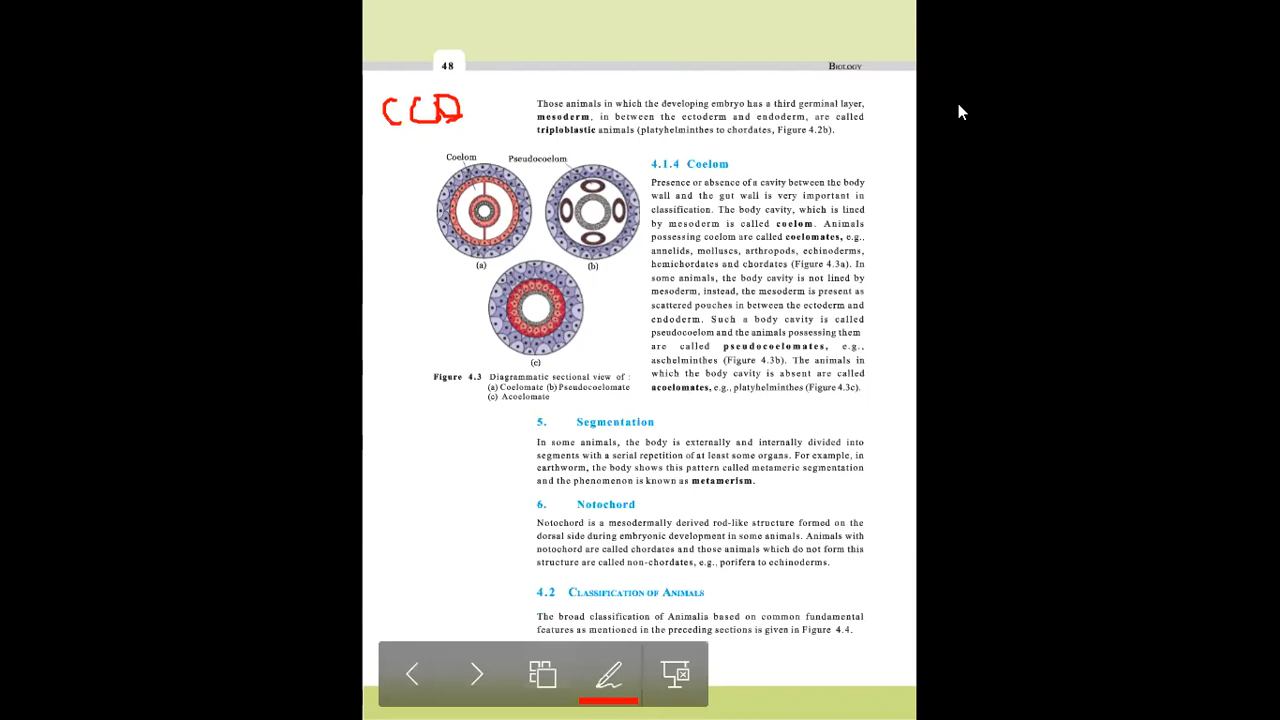 48
BIOLOGY
CCD
Those animals in which the developing embryo has a third germinal layer,
mesoderm, in between the ectoderm and endoderm, are called
triploblastic animals (platyhelminthes to chordates, Figure 4.2b).
Coelom
Pseudocoelom
(a)
(b)
(c)
Figure 4.3 Diagrammatic sectional view of :
(a) Coelomate (b) Pseudocoelomate
(c) Acoelomate
4.1.4 Coelom
Presence or absence of a cavity between the body
wall and the gut wall is very important in
classification. The body cavity, which is lined
by mesoderm is called coelom. Animals
possessing coelom are called coelomates, e.g.,
annelids, molluscs, arthropods, echinoderms,
hemichordates and chordates (Figure 4.3a). In
some animals, the body cavity is not lined by
mesoderm, instead, the mesoderm is present as
scattered pouches in between the ectoderm and
endoderm. Such a body cavity is called
pseudocoelom and the animals possessing them
are called pseudocoelomates, e.g.,
aschelminthes (Figure 4.3b). The animals in
which the body cavity is absent are called
acoelomates, e.g., platyhelminthes (Figure 4.3c).
5. Segmentation
In some animals, the body is externally and internally divided into
segments with a serial repetition of at least some organs. For example, in
earthworm, the body shows this pattern called metameric segmentation
and the phenomenon is known as metamerism.
6. Notochord
Notochord is a mesodermally derived rod-like structure formed on the
dorsal side during embryonic development in some animals. Animals with
notochord are called chordates and those animals which do not form this
structure are called non-chordates, e.g., porifera to echinoderms.
4.2 CLASSIFICATION OF ANIMALS
The broad classification of Animalia based on common fundamental
features as mentioned in the preceding sections is given in Figure 4.4.